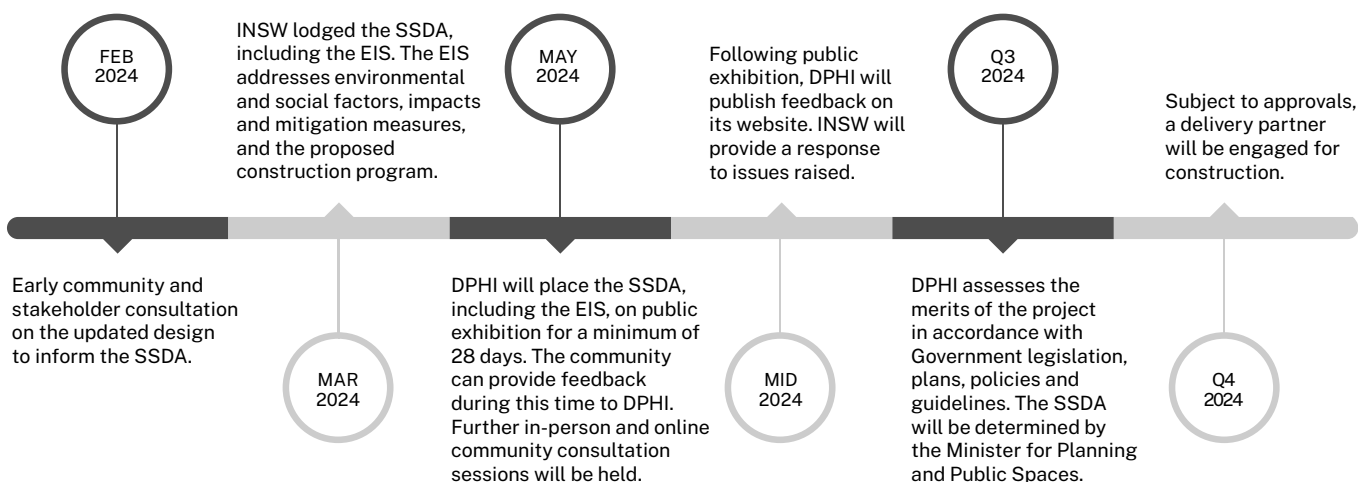 FEB
2024
Early community and
stakeholder consultation
on the updated design
to inform the SSDA.
INSW lodged the SSDA,
including the EIS. The EIS
addresses environmental
and social factors, impacts
and mitigation measures,
and the proposed
construction program.
MAR
2024
MAY
2024
DPHI will place the SSDA,
including the EIS, on public
exhibition for a minimum of
28 days. The community
can provide feedback
during this time to DPHI.
Further in-person and online
community consultation
sessions will be held.
Following public
exhibition, DPHI will
publish feedback on
its website. INSW will
provide a response
to issues raised.
MID
2024
Q3
2024
DPHI assesses the
merits of the project
in accordance with
Government legislation,
plans, policies and
guidelines. The SSDA
will be determined by
the Minister for Planning
and Public Spaces.
Subject to approvals,
a delivery partner
will be engaged for
construction.
Q4
2024